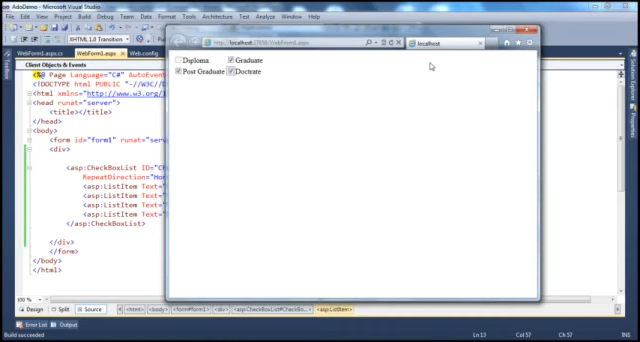 AdoDemo - Microsoft Visual Studio
File Edit View Project Build Debug Team Data Format Tools Architecture Test Analyze Window Help
XHTML 1.0 Transition
WebForm1.aspx.cs WebForm1.aspx Web.config
Client Objects & Events
<%@ Page Language="C#" AutoEvent
<!DOCTYPE html PUBLIC "-//W3C//D
<html xmlns="http://www.w3.org/1
<head runat="server">
<title></title>
</head>
<body>
<form id="form1" runat="serv
<div>
<asp:CheckBoxList ID="Ch
RepeatDirection="Hor
<asp:ListItem Text="
<asp:ListItem Text="
<asp:ListItem Text="
<asp:ListItem Text="
</asp:CheckBoxList>
</div>
</form>
</body>
</html>
localhost
Diploma Graduate
Post Graduate Doctrate
Toolbox
Solution Explorer
Properties
100 %
Design Split Source
<html> <body> <form#form1> <div> <asp:CheckBoxList#CheckBo... <asp:ListItem>
Error List Output
Build succeeded
Ln 13 Col 57 Ch 57 INS